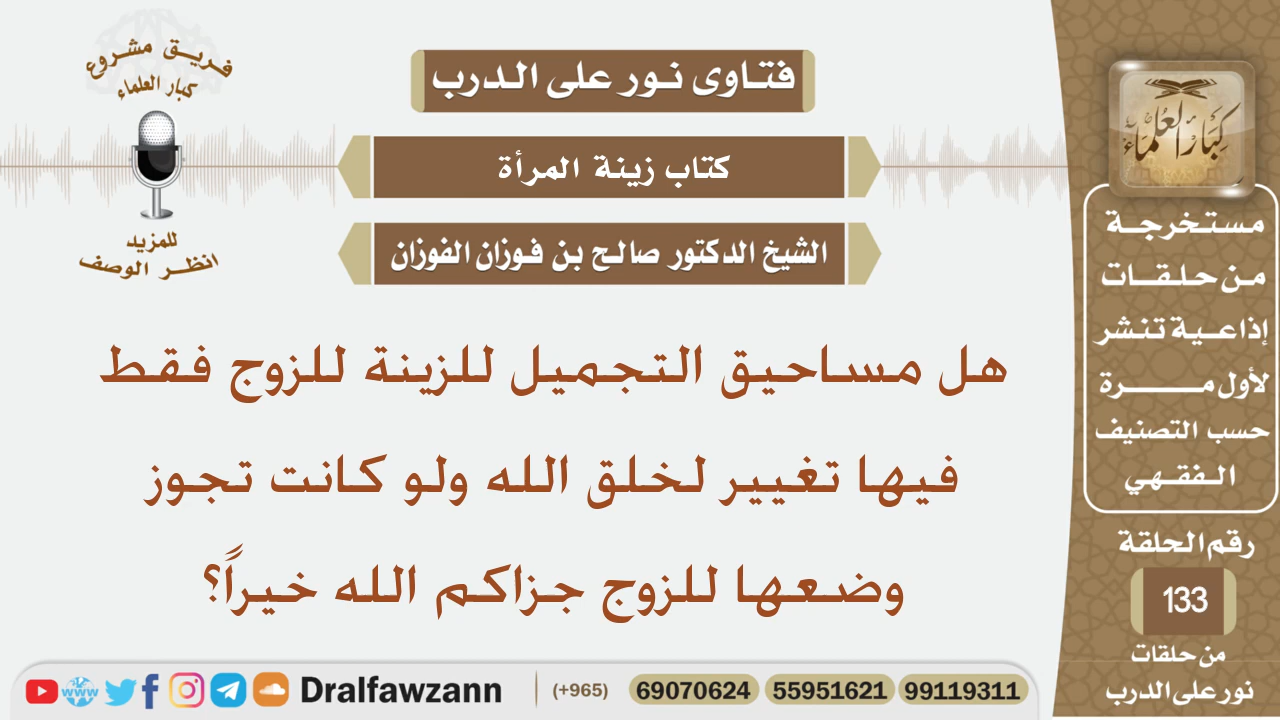 فريق مشروع
كبار العلماء
للمزيد
انظر الوصف
فتاوى نور على الدرب
كتاب زينة المرأة
الشيخ الدكتور صالح بن فوزان الفوزان
هل مساحيق التجميل للزينة للزوج فقط
فيها تغيير لخلق الله ولو كانت تجوز
وضعها للزوج جزاكم الله خيراً؟
كبار العلماء
مستخرجة
من حلقات
إذاعية تنشر
لأول مرة
حسب التصنيف
الفقهي
رقم الحلقة
133
من حلقات
نور على الدرب
www Dralfawzann (+965) 69070624 55951621 99119311